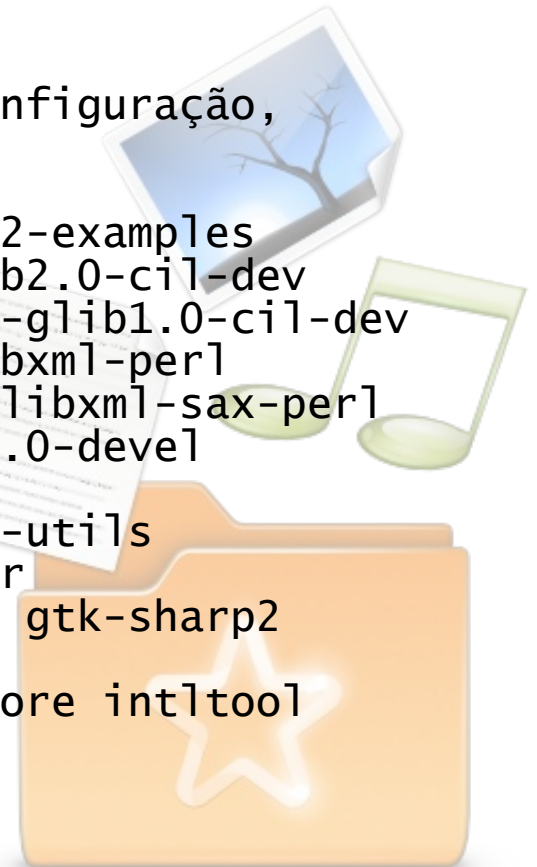 nfiguração,
2-examples
b2.0-cil-dev
-glib1.0-cil-dev
bxml-perl
libxml-sax-perl
.0-devel
-utils
r
gtk-sharp2
ore intltool